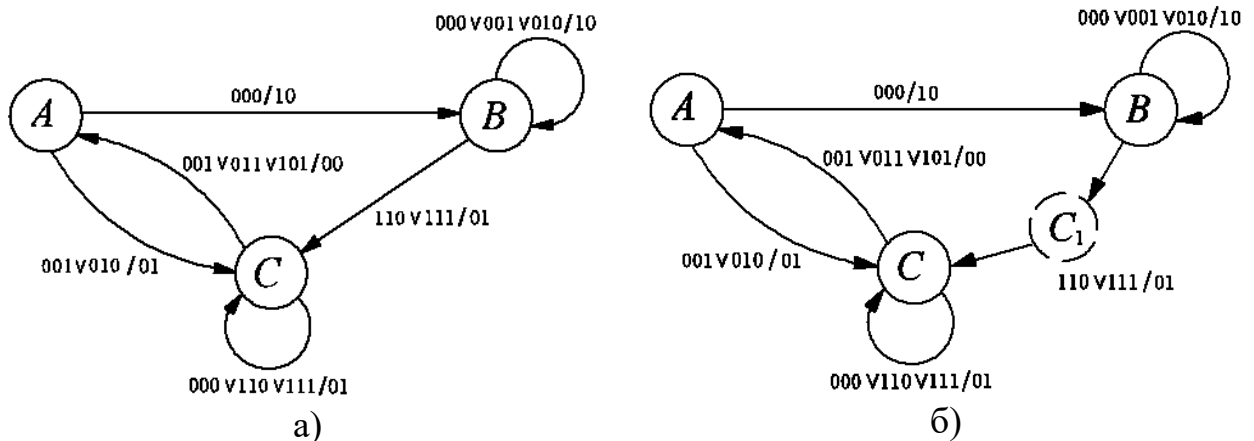 000 V 001 V 010/10
A
000/10
B
001 V 011 V 101/00
110 V 111/01
001 V 010 / 01
C
000 V 110 V 111/01
а)
000 V 001 V 010/10
A
000/10
B
001 V 011 V 101/00
C1
001 V 010 / 01
C
110 V 111/01
000 V 110 V 111/01
б)